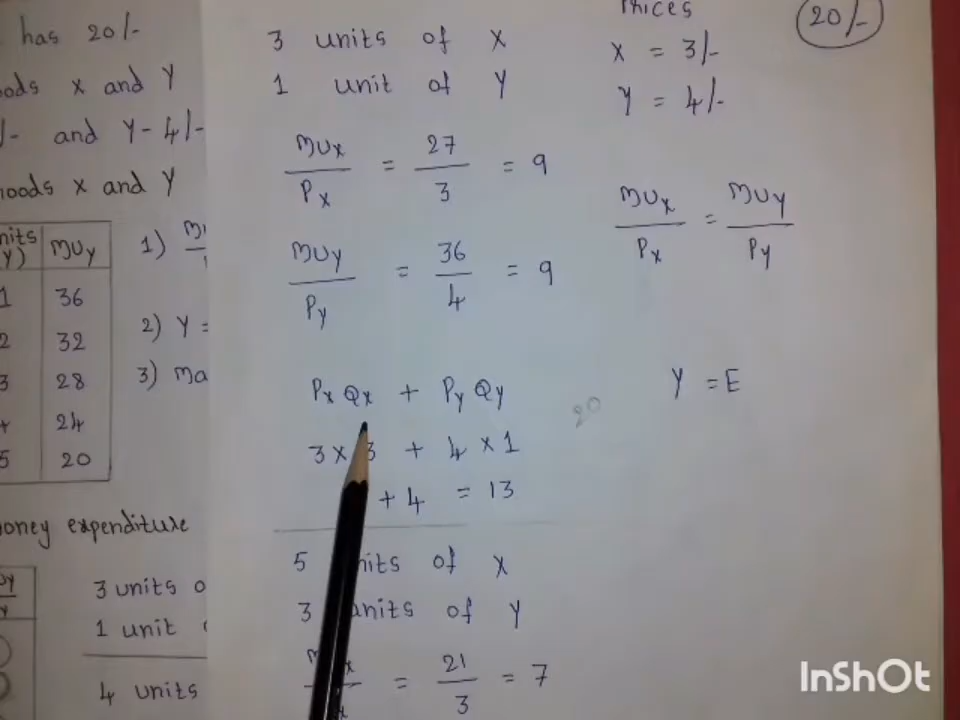 has 20/-
X and Y
and Y - 4/-
X and Y
MUy
1 36
2 32
3 28
24
5 20
1)
2) Y =
3) Ma
expenditure
3 units
1 unit
4 units
3 units of X
1 unit of Y
MUx / Px = 27 / 3 = 9
MUy / Py = 36 / 4 = 9
Px Qx + Py Qy
3 x 3 + 4 x 1
+ 4 = 13
5 units of X
3 units of Y
= 21 / 3 = 7
Prices
X = 3/-
Y = 4/-
20/-
MUx / Px = MUy / Py
20
Y = E
InShOt